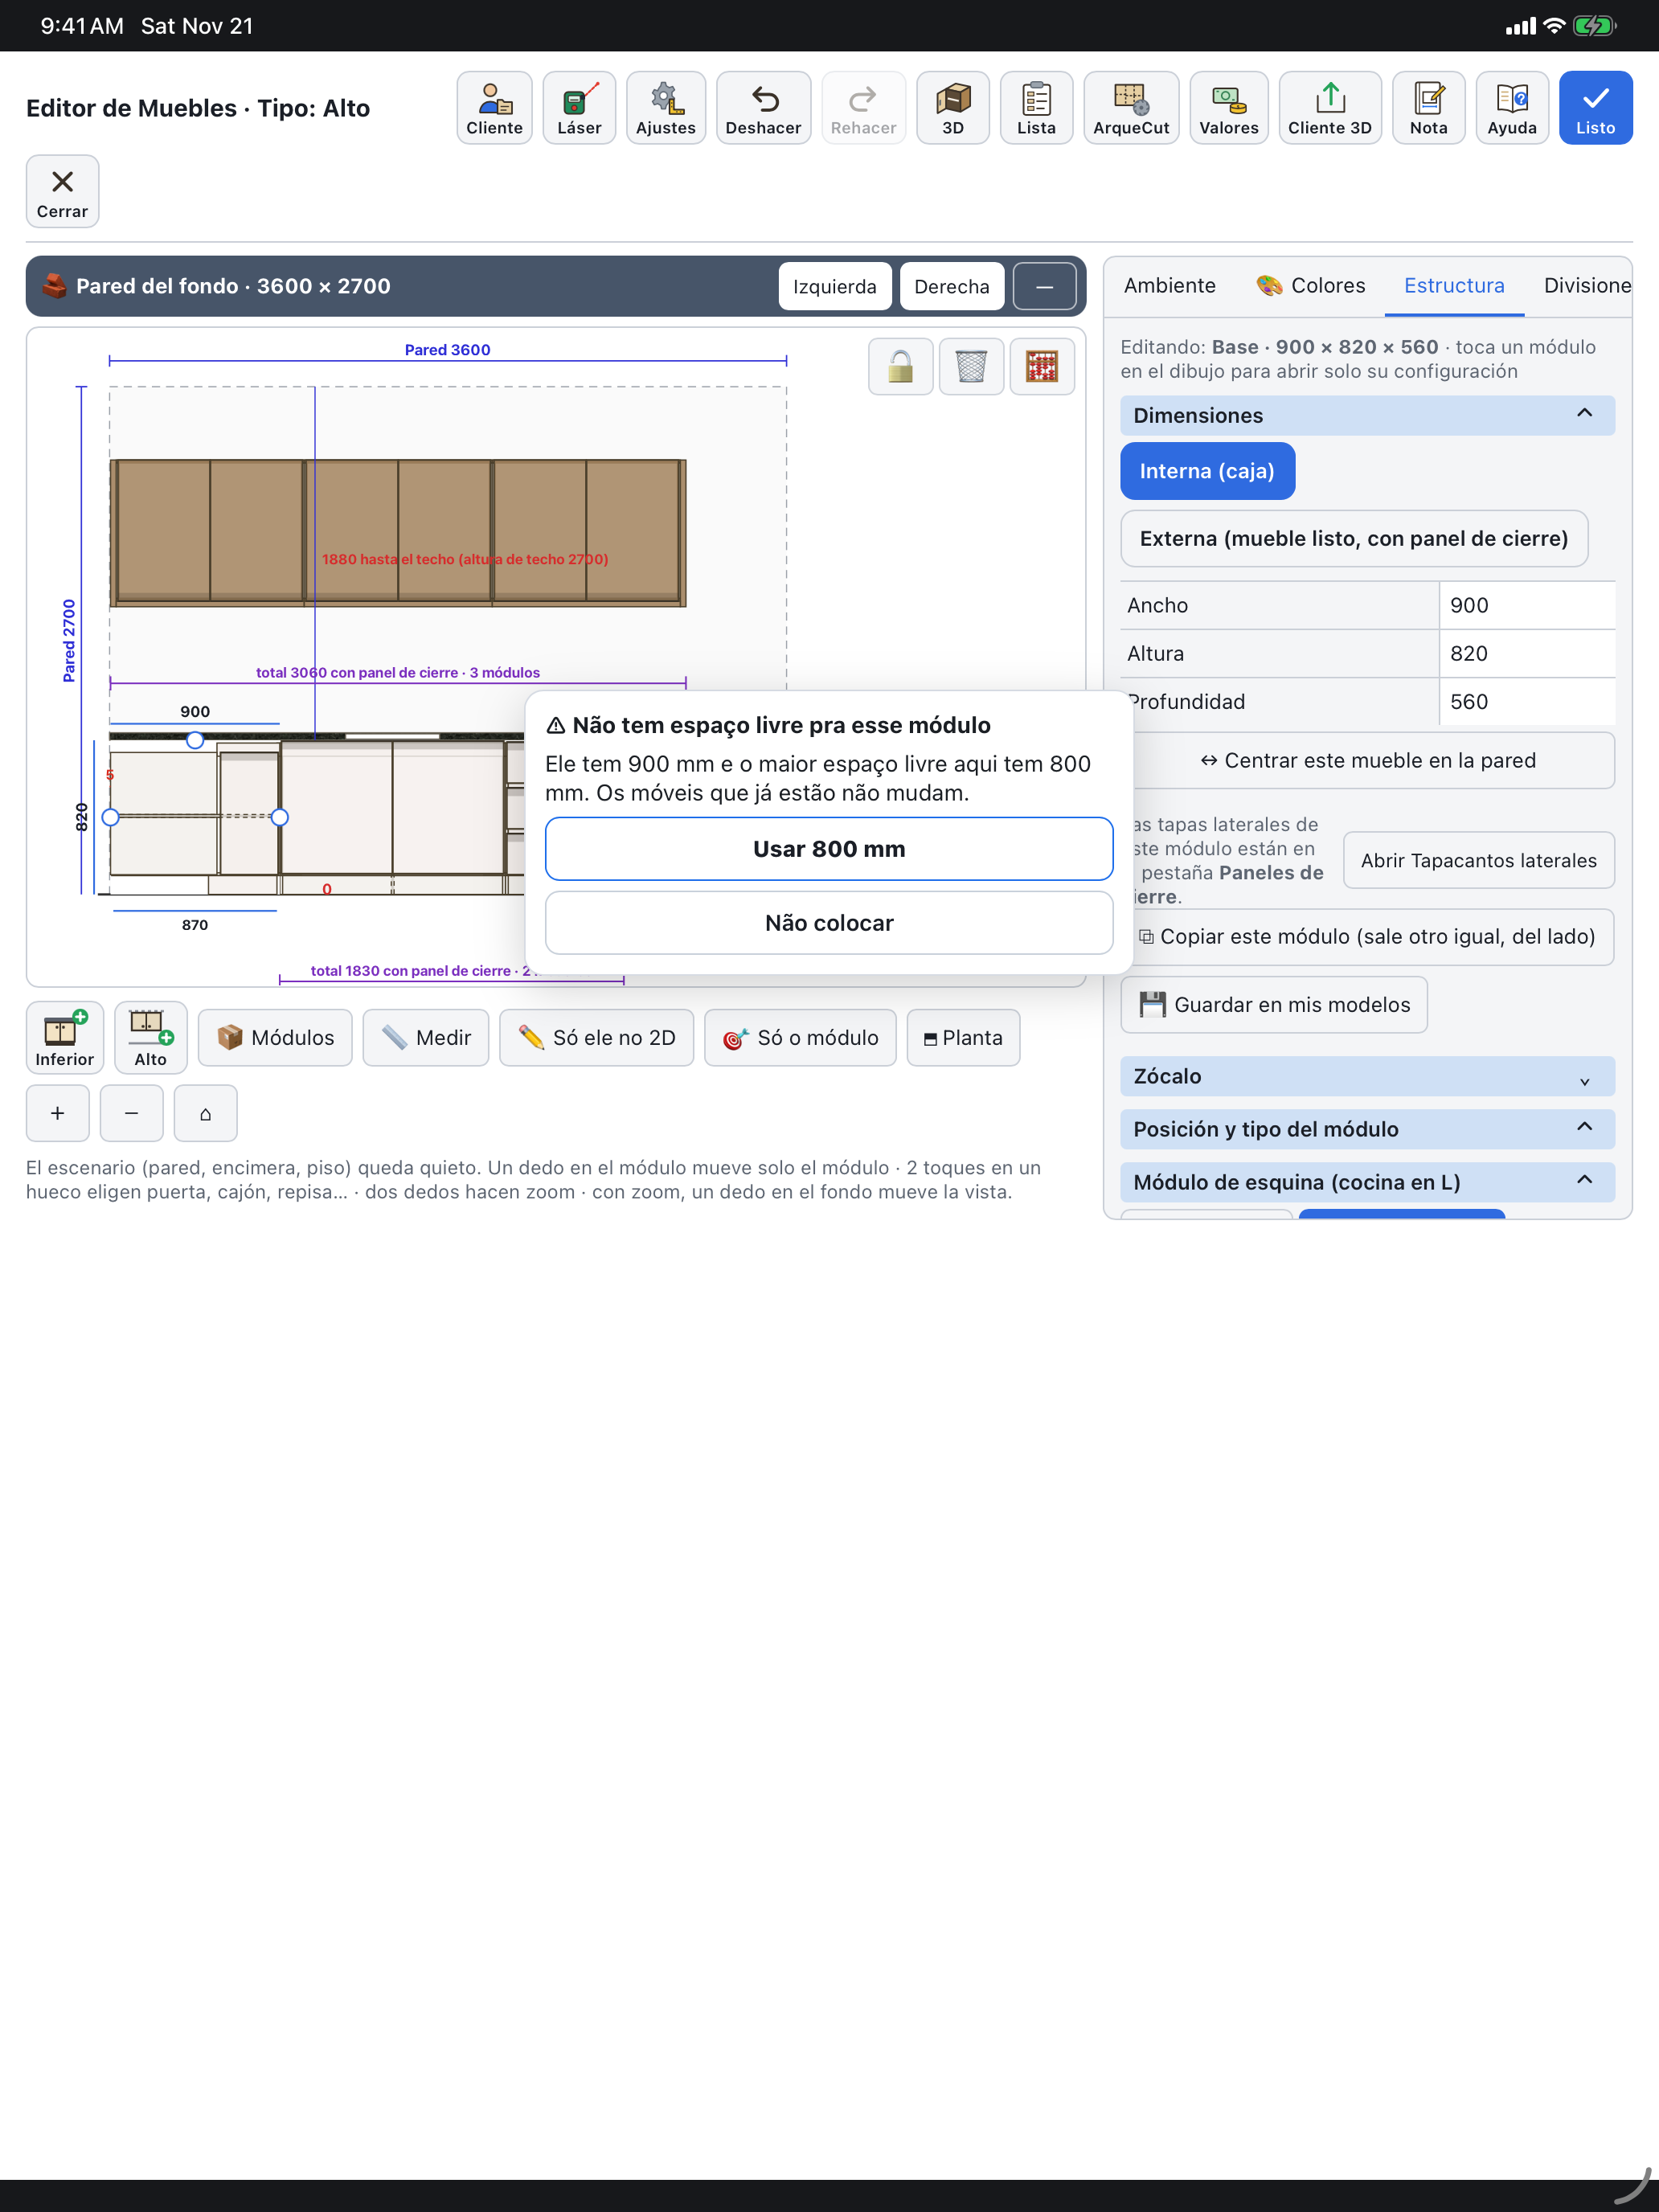 9:41 AM Sat Nov 21
Editor de Muebles · Tipo: Alto
Cliente
Láser
Ajustes
Deshacer
Rehacer
3D
Lista
ArqueCut
Valores
Cliente 3D
Nota
Ayuda
Listo
Cerrar
Pared del fondo · 3600 × 2700
Izquierda
Derecha
—
Pared 3600
Pared 2700
1880 hasta el techo (altura de techo 2700)
total 3060 con panel de cierre · 3 módulos
900
5
820
0
870
total 1830 con panel de cierre · 2
Não tem espaço livre pra esse módulo
Ele tem 900 mm e o maior espaço livre aqui tem 800
mm. Os móveis que já estão não mudam.
Usar 800 mm
Não colocar
Inferior
Alto
Módulos
Medir
Só ele no 2D
Só o módulo
Planta
+
−
El escenario (pared, encimera, piso) queda quieto. Un dedo en el módulo mueve solo el módulo · 2 toques en un
hueco eligen puerta, cajón, repisa... · dos dedos hacen zoom · con zoom, un dedo en el fondo mueve la vista.
Ambiente
Colores
Estructura
Divisione
Editando: Base · 900 × 820 × 560 · toca un módulo
en el dibujo para abrir solo su configuración
Dimensiones
Interna (caja)
Externa (mueble listo, con panel de cierre)
Ancho 900
Altura 820
Profundidad 560
↔ Centrar este mueble en la pared
as tapas laterales de
ste módulo están en
pestaña Paneles de
ierre.
Abrir Tapacantos laterales
Copiar este módulo (sale otro igual, del lado)
Guardar en mis modelos
Zócalo
Posición y tipo del módulo
Módulo de esquina (cocina en L)